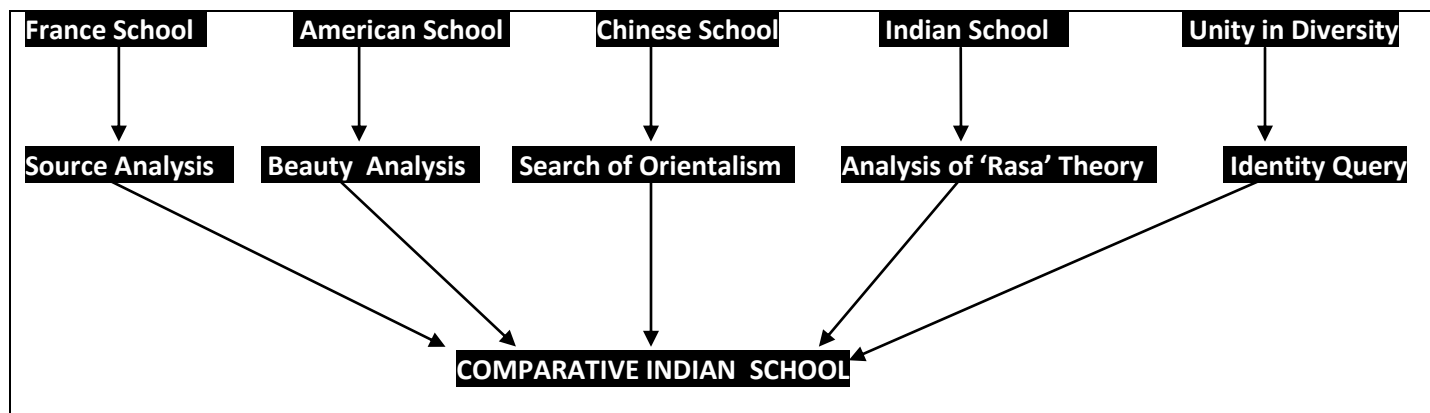 France School American School Chinese School Indian School Unity in Diversity
Source Analysis Beauty Analysis Search of Orientalism Analysis of ‘Rasa’ Theory Identity Query
COMPARATIVE INDIAN SCHOOL